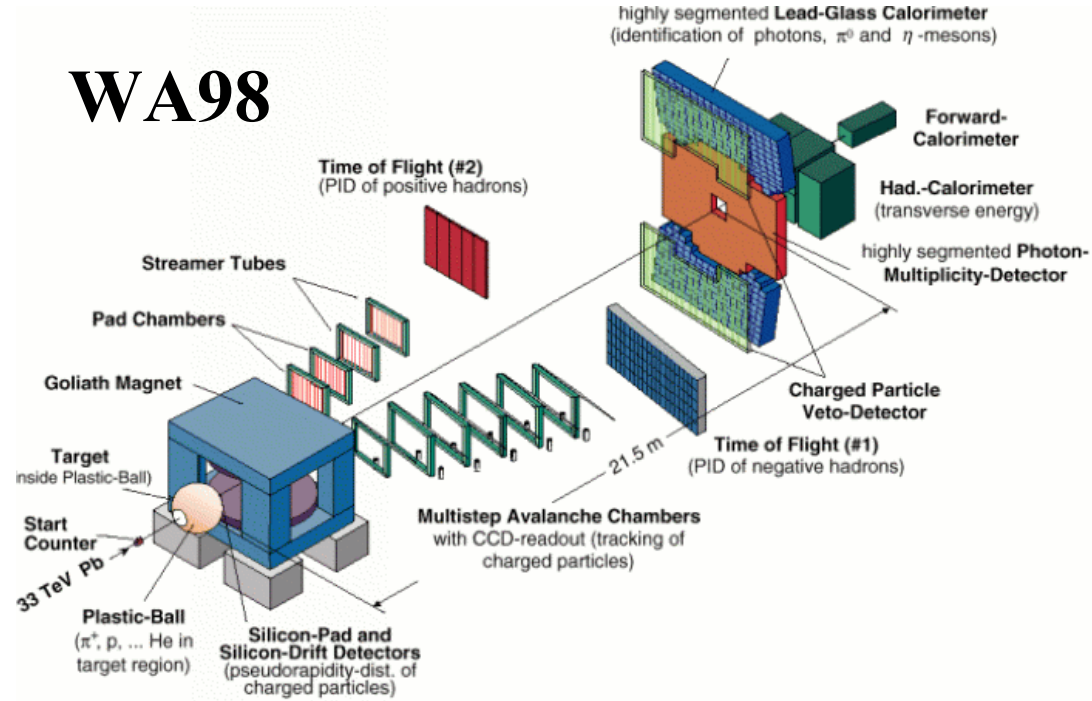 highly segmented Lead-Glass Calorimeter
(identification of photons, π⁰ and η -mesons)
WA98
Forward-
Calorimeter
Time of Flight (#2)
(PID of positive hadrons)
Had.-Calorimeter
(transverse energy)
highly segmented Photon-
Multiplicity-Detector
Streamer Tubes
Pad Chambers
Goliath Magnet
Charged Particle
Veto-Detector
Time of Flight (#1)
(PID of negative hadrons)
21.5 m
Target
inside Plastic-Ball)
Start
Counter
33 TeV Pb
Multistep Avalanche Chambers
with CCD-readout (tracking of
charged particles)
Plastic-Ball
(π⁺, p, ... He in
target region)
Silicon-Pad and
Silicon-Drift Detectors
(pseudorapidity-dist. of
charged particles)